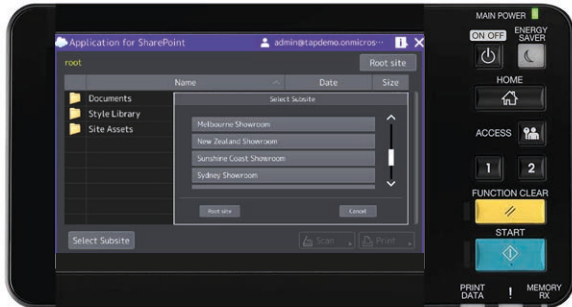 MAIN POWER
ON OFF
ENERGY SAVER
Application for SharePoint
admin@tapdemo.onmicros···
root
Root site
HOME
Name
Date
Size
Documents
Style Library
Site Assets
Select Subsite
Melbourne Showroom
New Zealand Showroom
Sunshine Coast Showroom
Sydney Showroom
Root site
Cancel
ACCESS
1
2
FUNCTION CLEAR
START
Select Subsite
Scan
Print
PRINT DATA
!
MEMORY RX